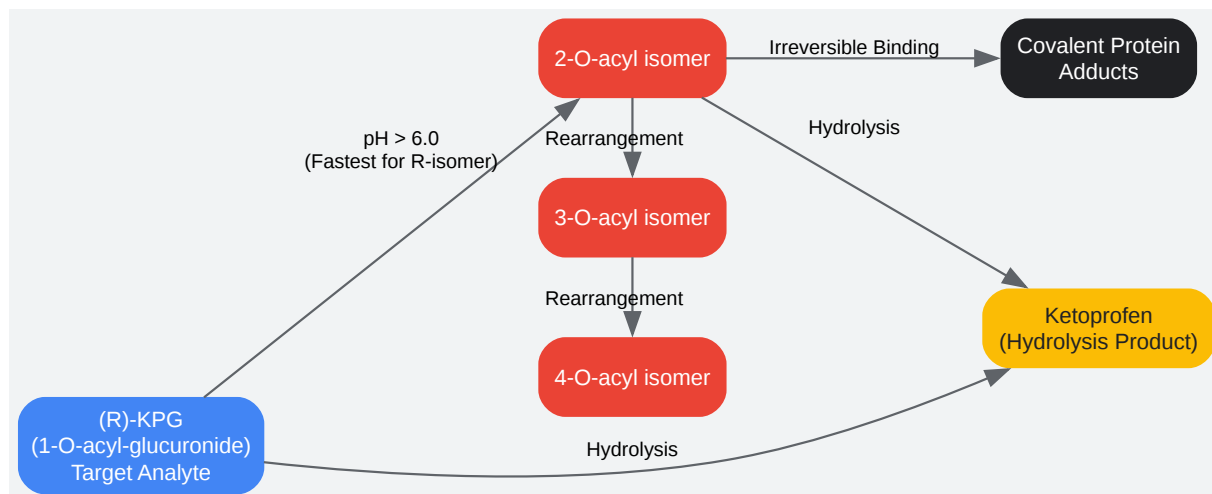 2-O-acyl isomer
Irreversible Binding
Covalent Protein
Adducts
pH > 6.0
(Fastest for R-isomer)
Rearrangement
Hydrolysis
3-O-acyl isomer
Rearrangement
Ketoprofen
(Hydrolysis Product)
4-O-acyl isomer
(R)-KPG
(1-O-acyl-glucuronide)
Target Analyte
Hydrolysis